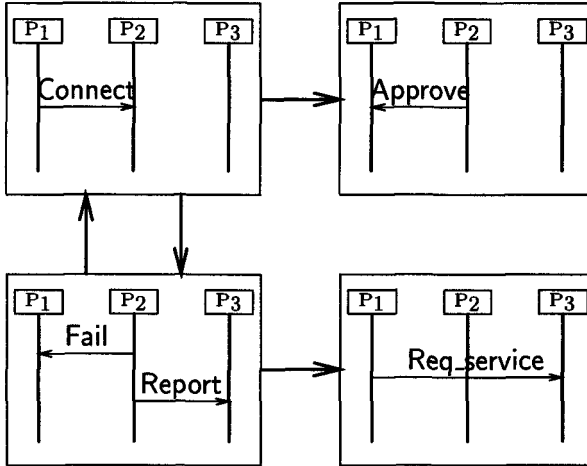 P1 P2 P3
Connect
P1 P2 P3
Approve
P1 P2 P3
Fail
Report
P1 P2 P3
Req_service